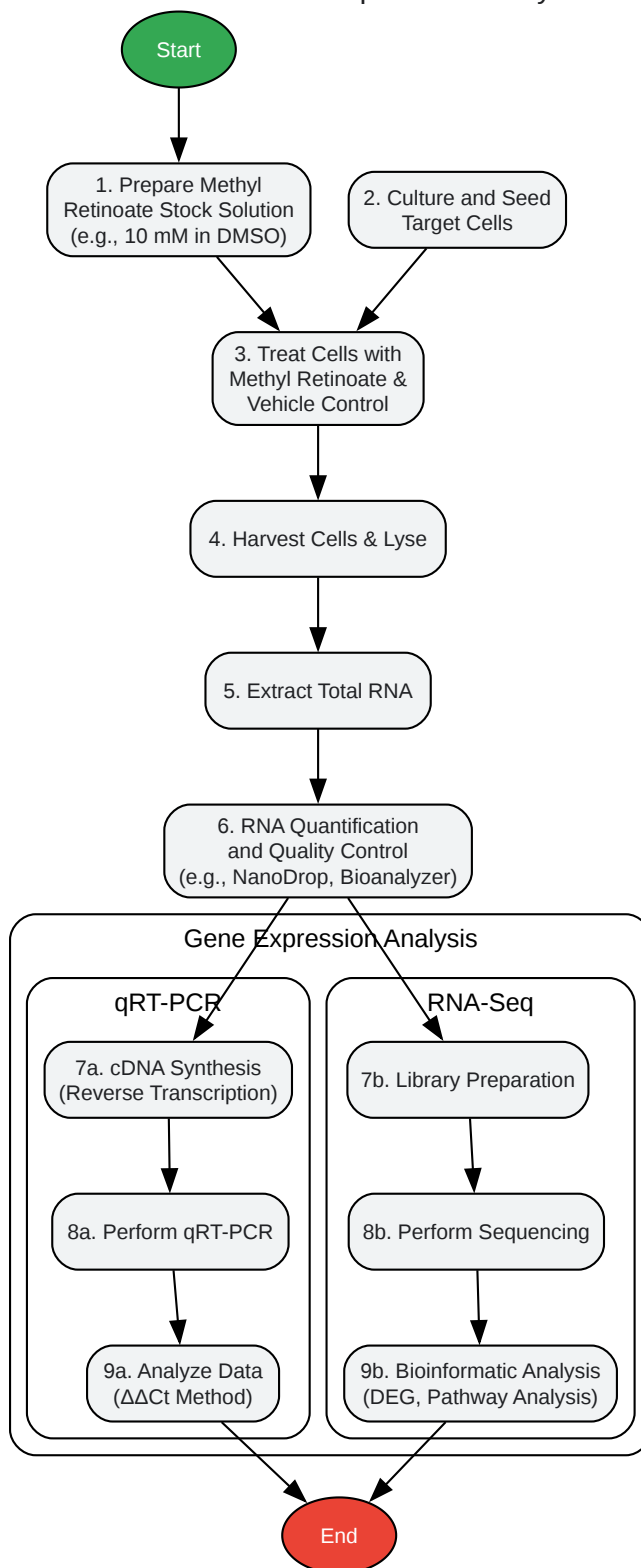 Start
1. Prepare Methyl
Retinoate Stock Solution
(e.g., 10 mM in DMSO)
2. Culture and Seed
Target Cells
3. Treat Cells with
Methyl Retinoate &
Vehicle Control
4. Harvest Cells & Lyse
5. Extract Total RNA
6. RNA Quantification
and Quality Control
(e.g., NanoDrop, Bioanalyzer)
Gene Expression Analysis
qRT-PCR
7a. cDNA Synthesis
(Reverse Transcription)
8a. Perform qRT-PCR
9a. Analyze Data
(ΔΔCt Method)
RNA-Seq
7b. Library Preparation
8b. Perform Sequencing
9b. Bioinformatic Analysis
(DEG, Pathway Analysis)
End